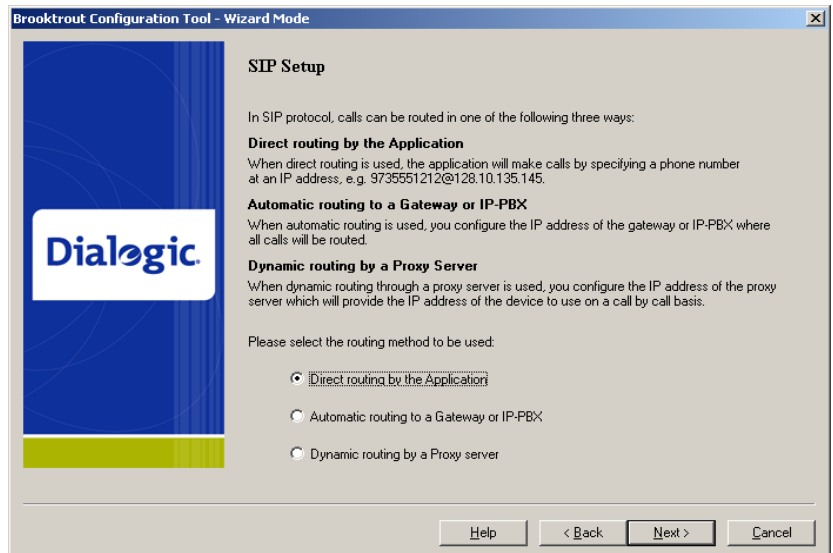 Brooktrout Configuration Tool - Wizard Mode
SIP Setup
In SIP protocol, calls can be routed in one of the following three ways:
Direct routing by the Application
When direct routing is used, the application will make calls by specifying a phone number
at an IP address, e.g. 9735551212@128.10.135.145.
Automatic routing to a Gateway or IP-PBX
When automatic routing is used, you configure the IP address of the gateway or IP-PBX where
all calls will be routed.
Dynamic routing by a Proxy Server
When dynamic routing through a proxy server is used, you configure the IP address of the proxy
server which will provide the IP address of the device to use on a call by call basis.
Dialogic.
Please select the routing method to be used:
Direct routing by the Application
Automatic routing to a Gateway or IP-PBX
Dynamic routing by a Proxy server
Help
< Back
Next >
Cancel